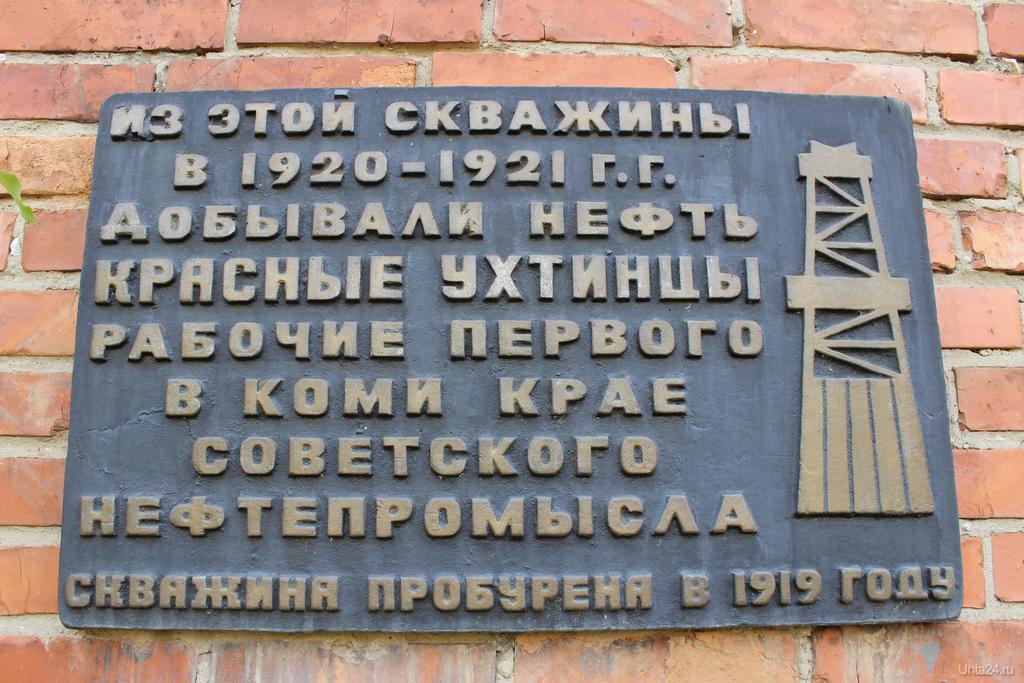 ИЗ ЭТОЙ СКВАЖИНЫ
В 1920-1921 Г.Г.
ДОБЫВАЛИ НЕФТЬ
КРАСНЫЕ УХТИНЦЫ
РАБОЧИЕ ПЕРВОГО
В КОМИ КРАЕ
СОВЕТСКОГО
НЕФТЕПРОМЫСЛА
СКВАЖИНА ПРОБУРЕНА В 1919 ГОДУ
Uhta24.ru